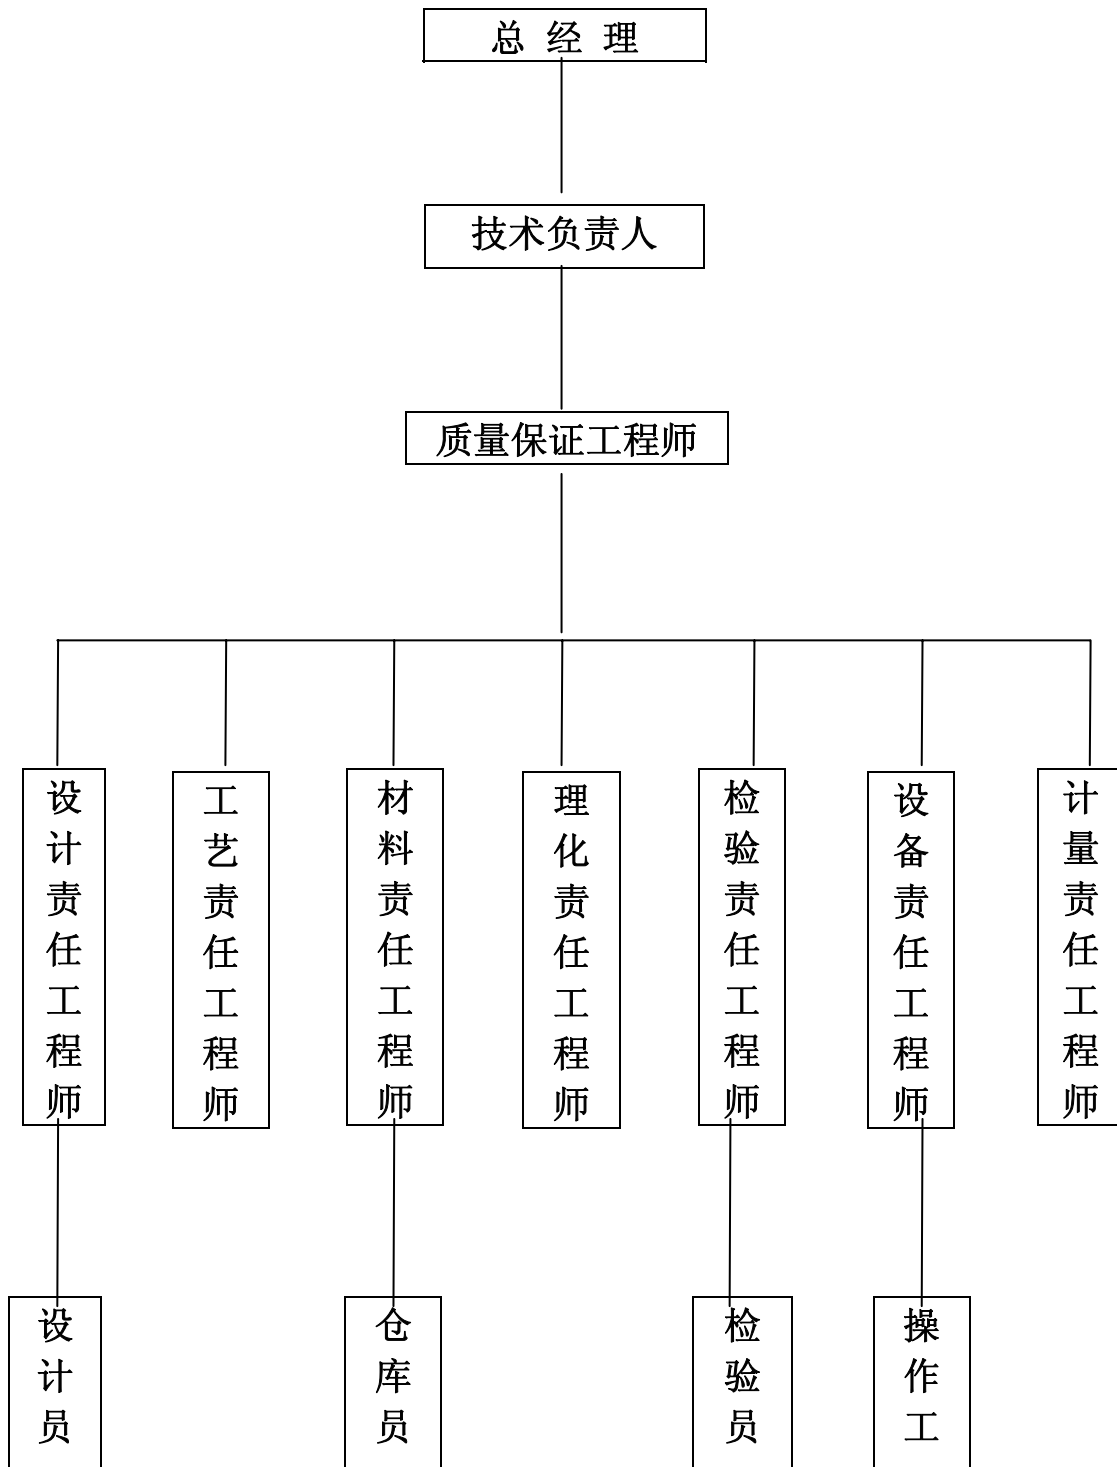 总 经 理
技术负责人
质量保证工程师
设计责任工程师
工艺责任工程师
材料责任工程师
理化责任工程师
检验责任工程师
设备责任工程师
计量责任工程师
设计员
仓库员
检验员
操作工